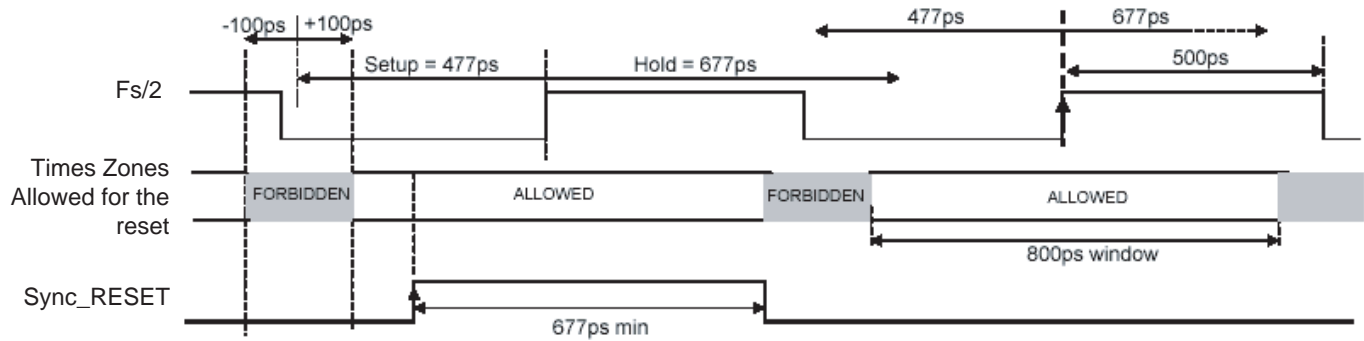 -100ps +100ps
477ps 677ps
Setup = 477ps Hold = 677ps 500ps
Fs/2
Times Zones
Allowed for the
reset
FORBIDDEN ALLOWED FORBIDDEN ALLOWED
800ps window
Sync_RESET
677ps min